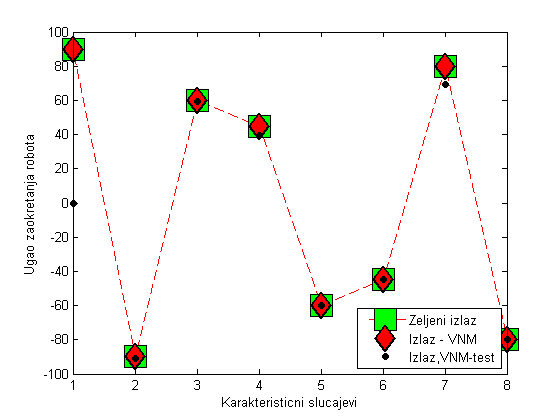 100
80
60
40
20
0
-20
-40
-60
-80
-100
Ugao zaokretanja robota
1 2 3 4 5 6 7 8
Karakteristicni slucajevi
Zeljeni izlaz
Izlaz - VNM
Izlaz,VNM-test